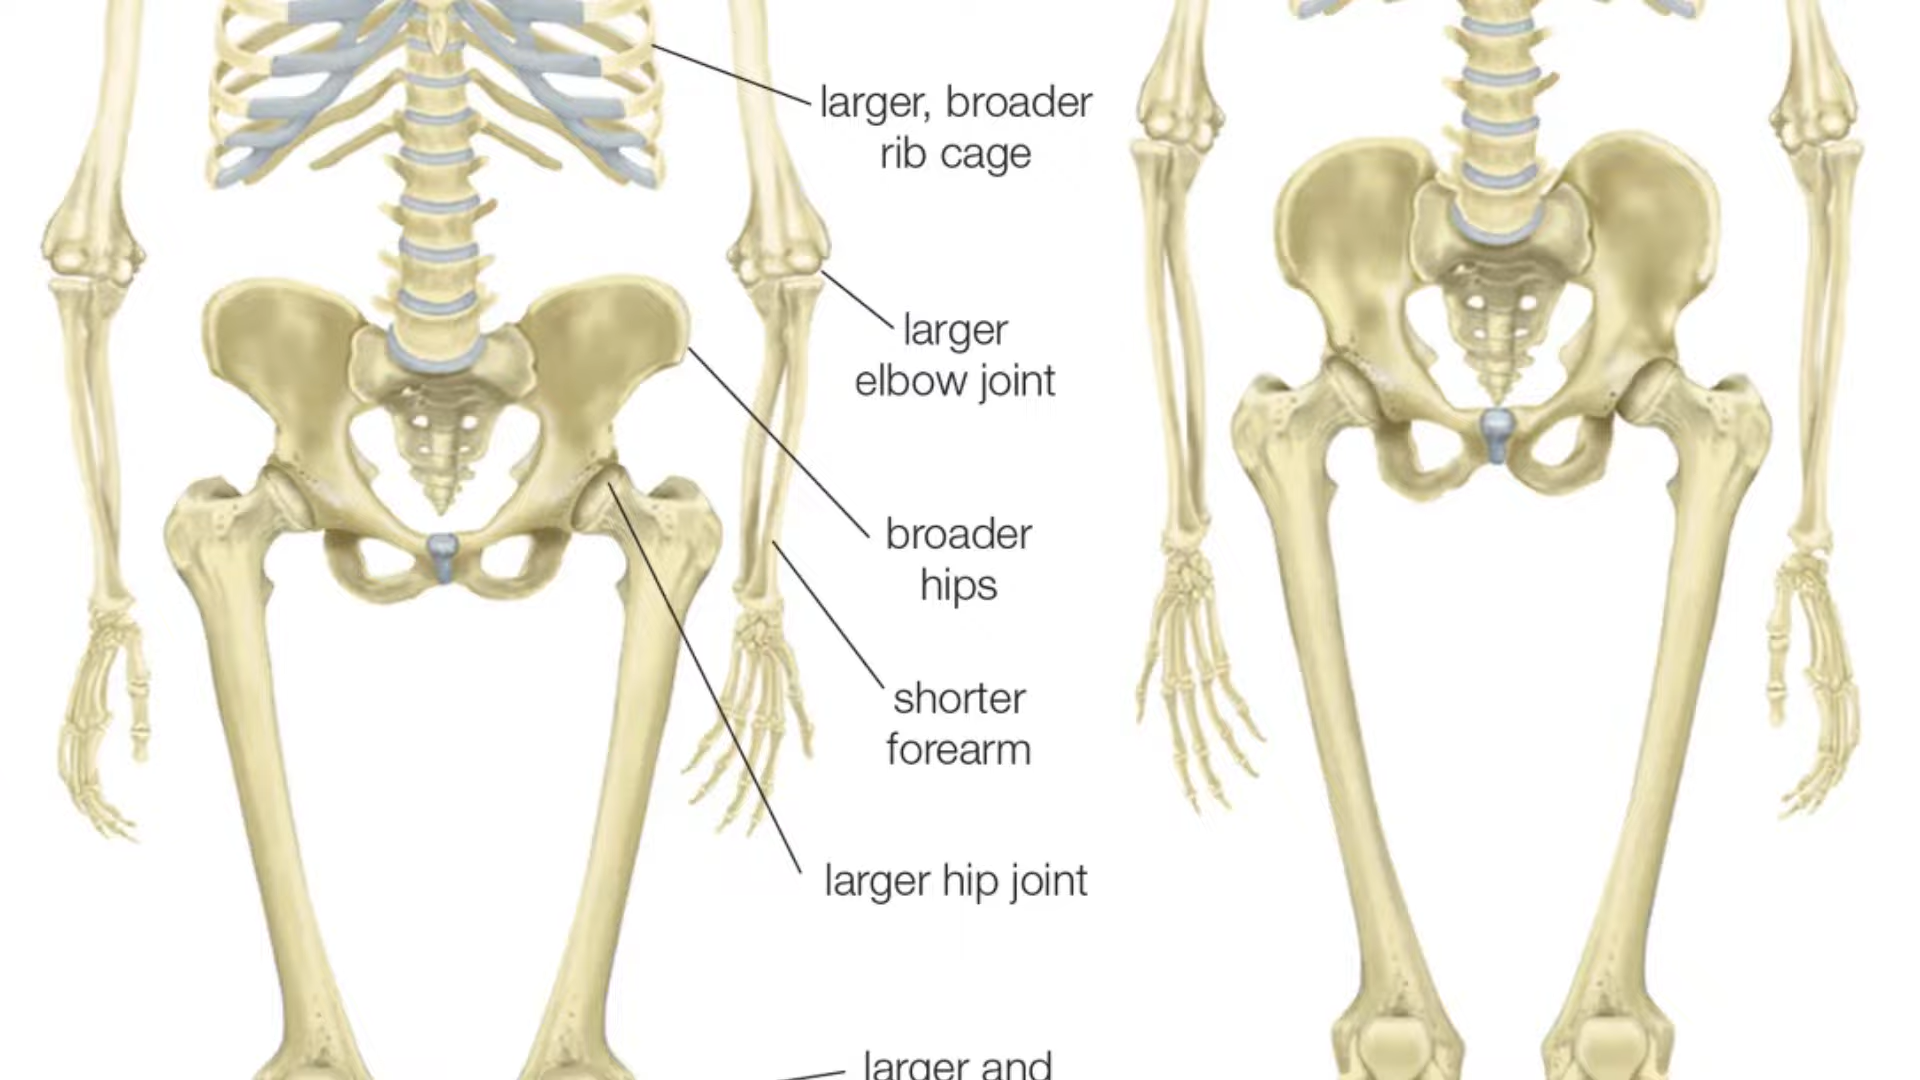 larger, broader
rib cage
larger
elbow joint
broader
hips
shorter
forearm
larger hip joint
larger and